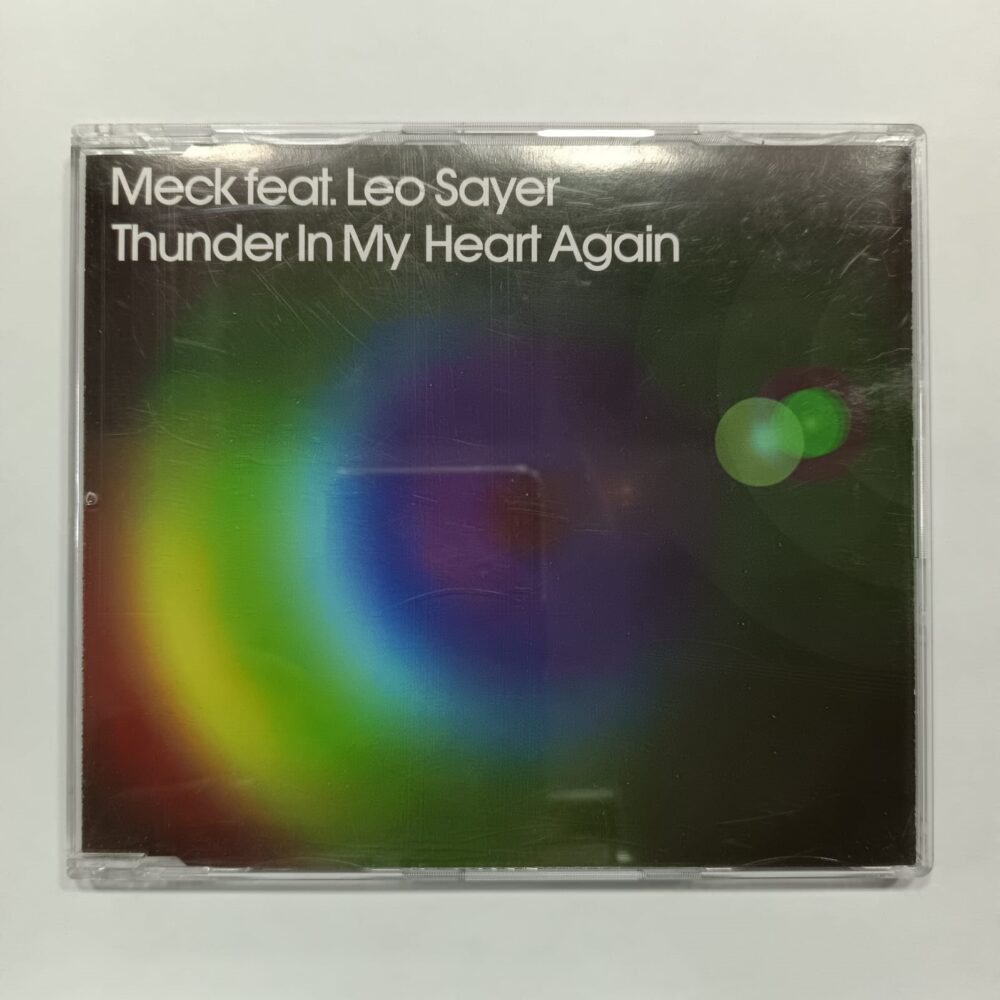 Meck feat. Leo Sayer
Thunder In My Heart Again